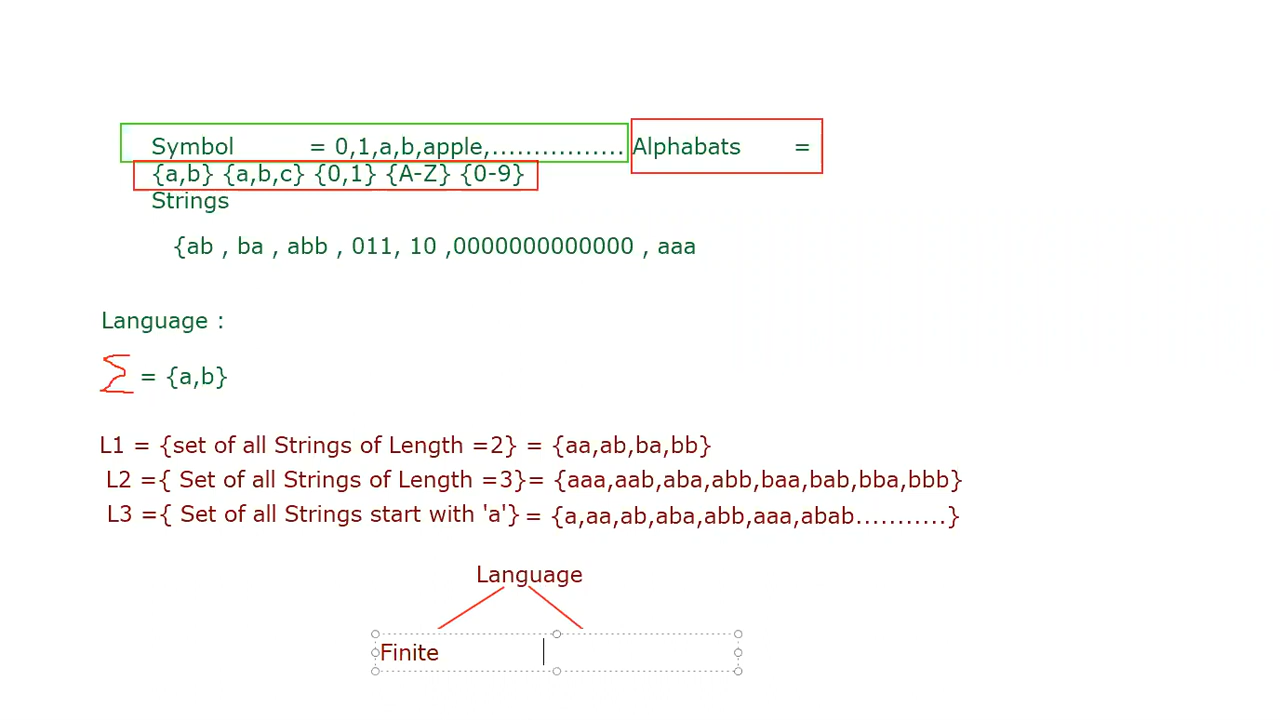 Symbol = 0,1,a,b,apple,................ Alphabats =
{a,b} {a,b,c} {0,1} {A-Z} {0-9}
Strings
{ab , ba , abb , 011, 10 ,0000000000000 , aaa
Language :
Σ = {a,b}
L1 = {set of all Strings of Length =2} = {aa,ab,ba,bb}
L2 ={ Set of all Strings of Length =3}= {aaa,aab,aba,abb,baa,bab,bba,bbb}
L3 ={ Set of all Strings start with 'a'} = {a,aa,ab,aba,abb,aaa,abab...........}
Language
Finite